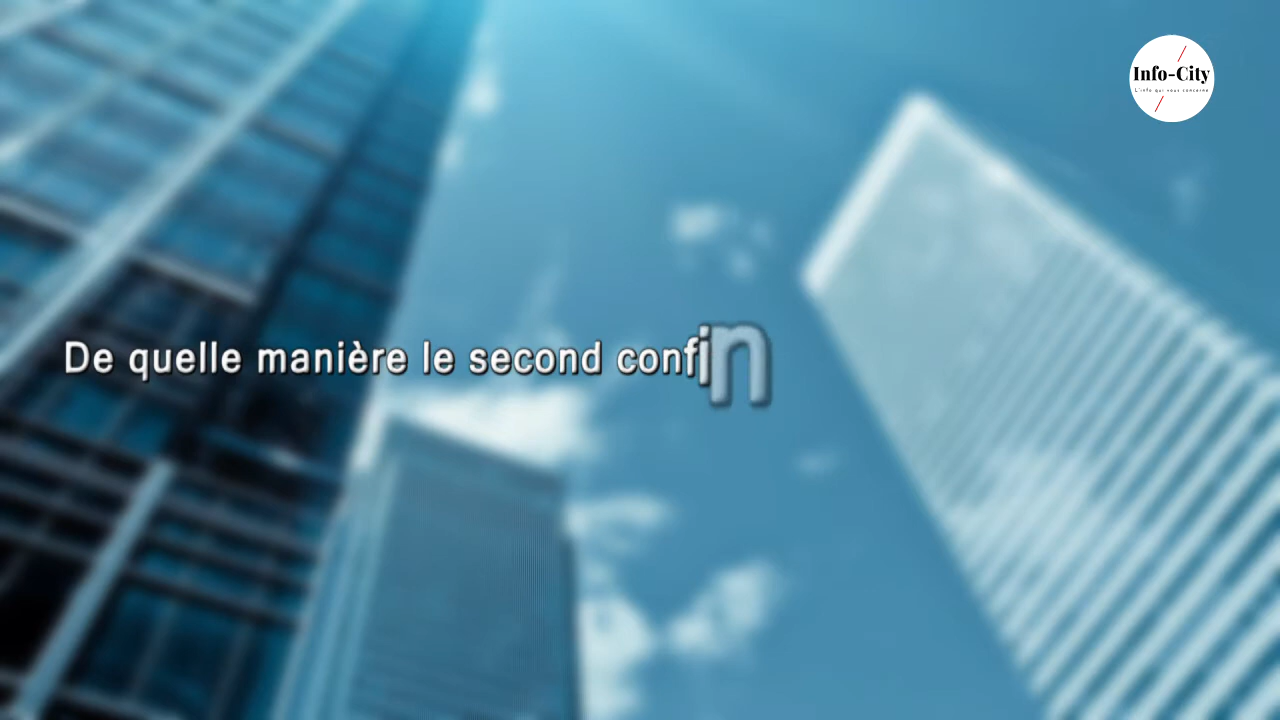 Info-City
L'info qui vous concerne
De quelle manière le second confin